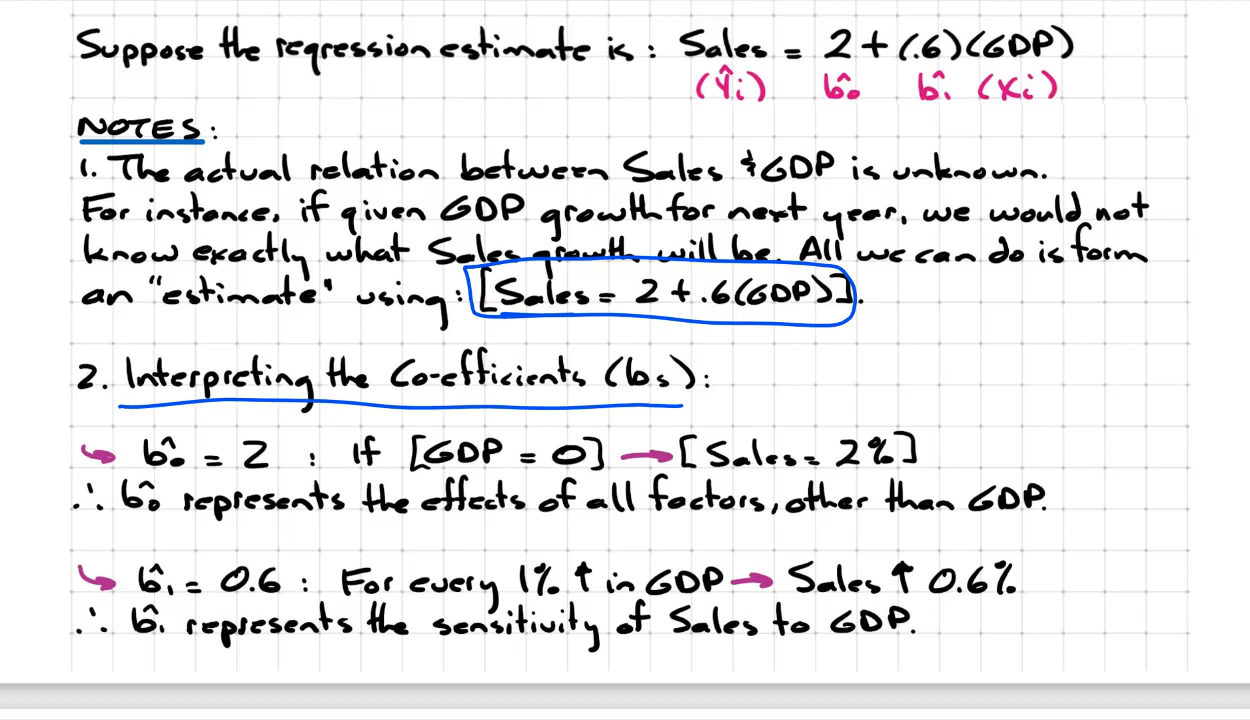 Suppose the regression estimate is : Sales = 2 + (.6)(GDP)
(Ŷi) b̂0 b̂1 (Xi)
NOTES:
1. The actual relation between Sales & GDP is unknown.
For instance, if given GDP growth for next year, we would not
know exactly what Sales growth will be. All we can do is form
an "estimate" using: [Sales = 2 + .6(GDP)].
2. Interpreting the Co-efficients (bs):
↳ b̂0 = 2 : If [GDP = 0] → [Sales = 2%]
∴ b̂0 represents the effects of all factors, other than GDP.
↳ b̂1 = 0.6 : For every 1% ↑ in GDP → Sales ↑ 0.6%
∴ b̂1 represents the sensitivity of Sales to GDP.